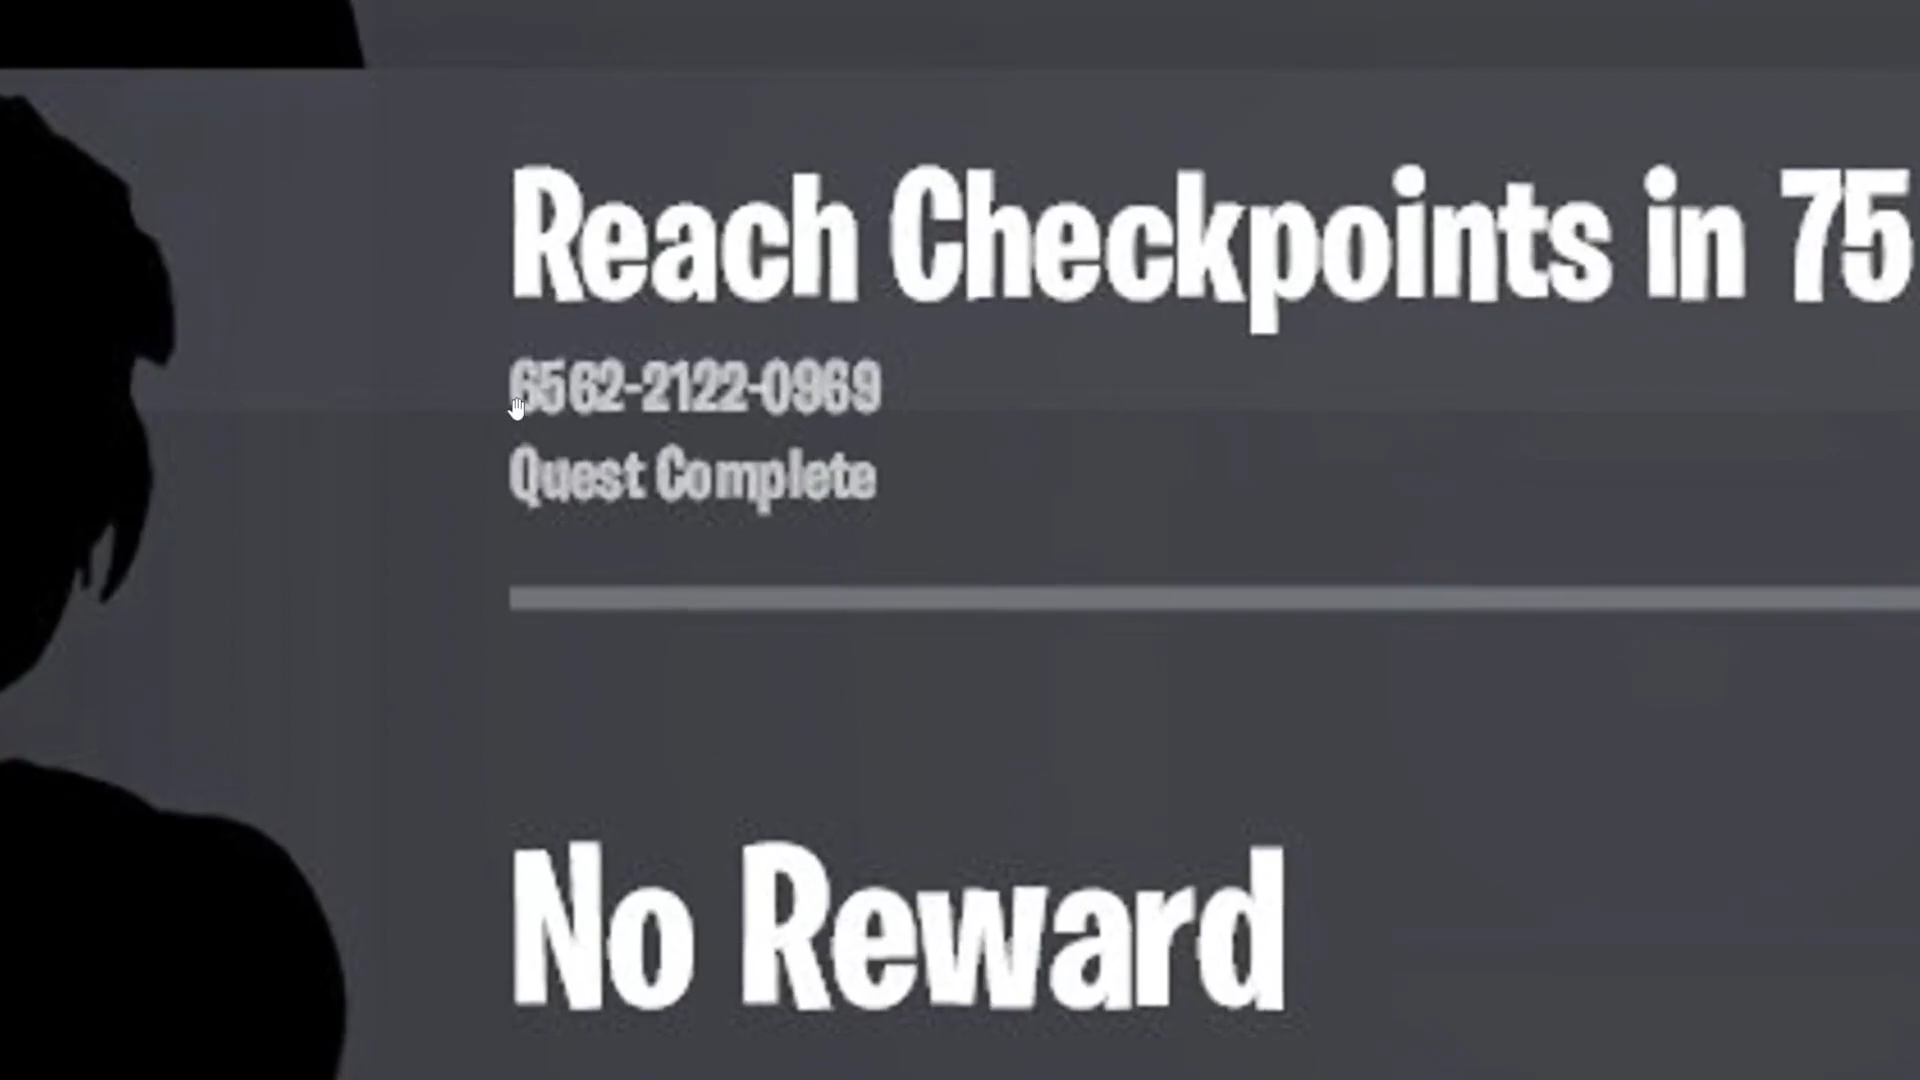 Reach Checkpoints in 75
6562-2122-0969
Quest Complete
No Reward